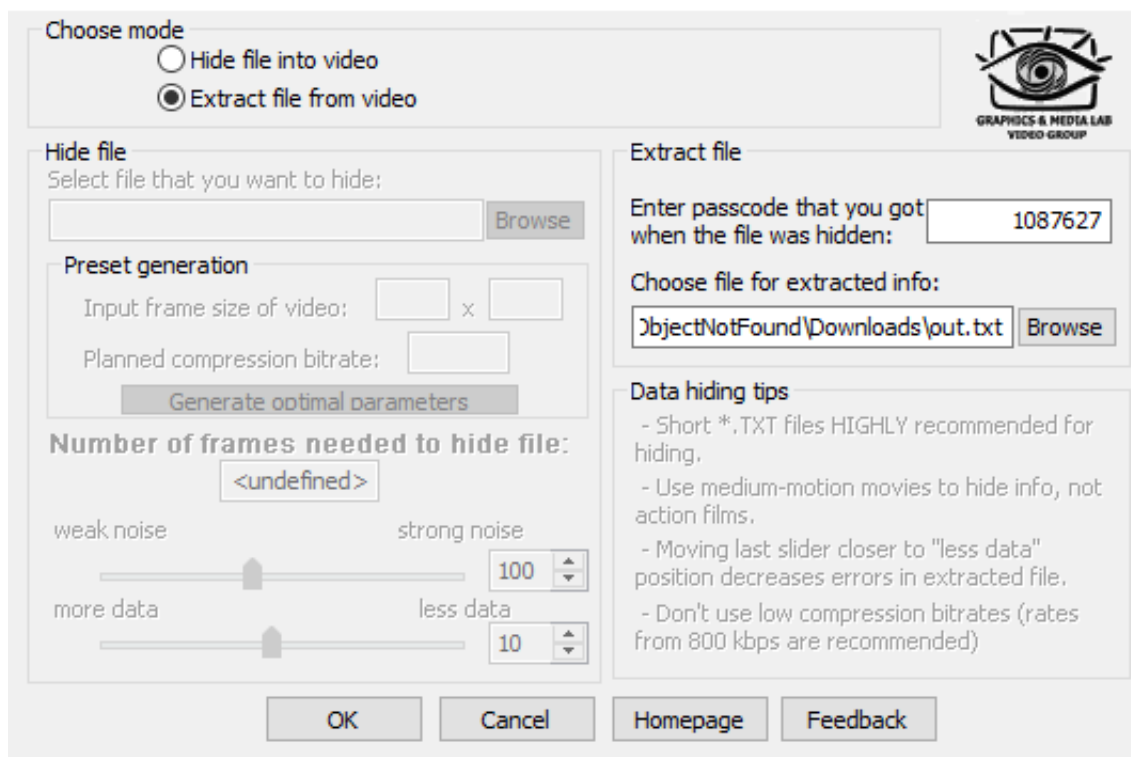 Choose mode
Hide file into video
Extract file from video
GRAPHICS & MEDIA LAB
VIDEO GROUP
Hide file
Select file that you want to hide:
Browse
Preset generation
Input frame size of video:
x
Planned compression bitrate:
Generate optimal parameters
Number of frames needed to hide file:
<undefined>
weak noise
strong noise
100
more data
less data
10
Extract file
Enter passcode that you got
when the file was hidden:
1087627
Choose file for extracted info:
ObjectNotFound\Downloads\out.txt
Browse
Data hiding tips
- Short *.TXT files HIGHLY recommended for
hiding.
- Use medium-motion movies to hide info, not
action films.
- Moving last slider closer to "less data"
position decreases errors in extracted file.
- Don't use low compression bitrates (rates
from 800 kbps are recommended)
OK
Cancel
Homepage
Feedback